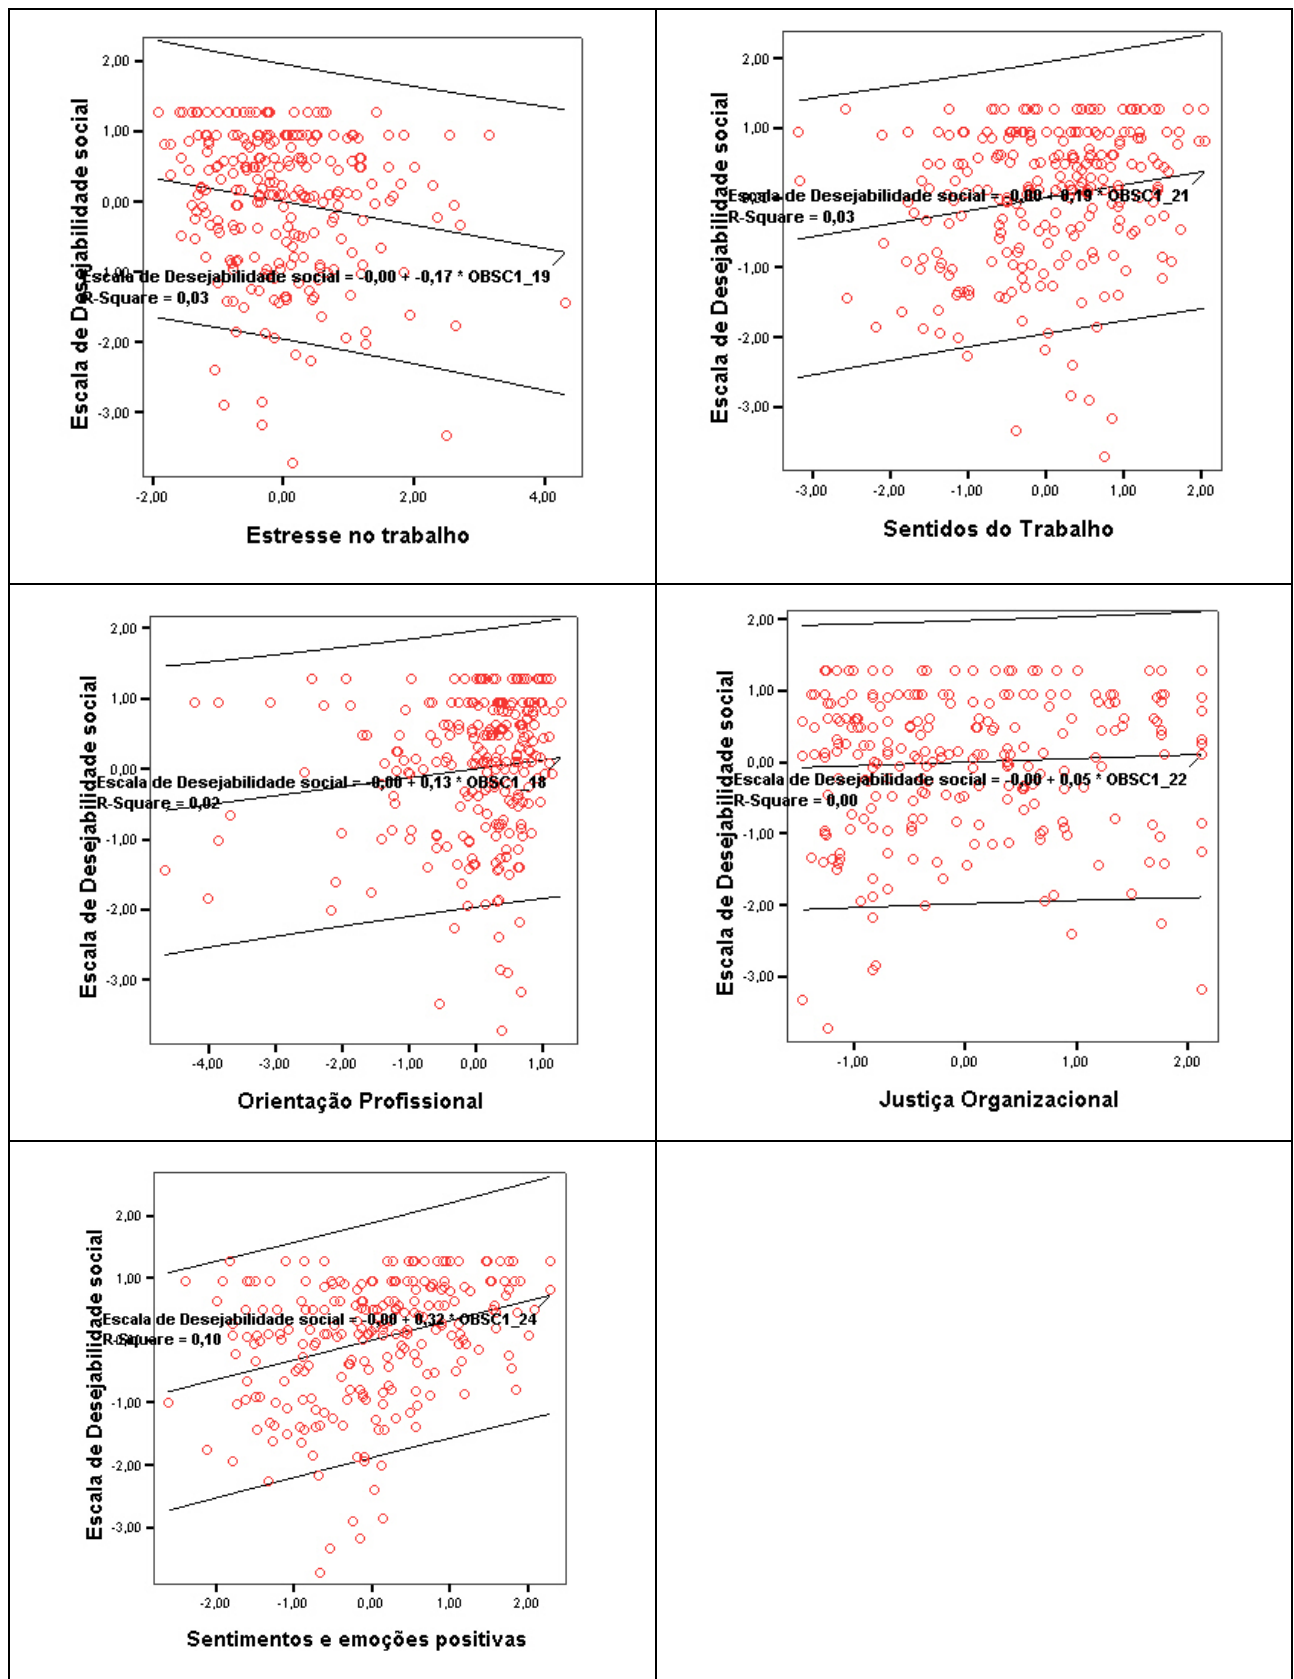 Escala de Desejabilidade social
2,00
1,00
0,00
-1,00
-2,00
-3,00
Escala de Desejabilidade social = -0,00 + -0,17 * OBSC1_19
R-Square = 0,03
-2,00 0,00 2,00 4,00
Estresse no trabalho
Escala de Desejabilidade social
2,00
1,00
0,00
-1,00
-2,00
-3,00
Escala de Desejabilidade social = -0,00 + 0,19 * OBSC1_21
R-Square = 0,03
-3,00 -2,00 -1,00 0,00 1,00 2,00
Sentidos do Trabalho
Escala de Desejabilidade social
2,00
1,00
0,00
-1,00
-2,00
-3,00
Escala de Desejabilidade social = -0,00 + 0,13 * OBSC1_18
R-Square = 0,02
-4,00 -3,00 -2,00 -1,00 0,00 1,00
Orientação Profissional
Escala de Desejabilidade social
2,00
1,00
0,00
-1,00
-2,00
-3,00
Escala de Desejabilidade social = -0,00 + 0,05 * OBSC1_22
R-Square = 0,00
-1,00 0,00 1,00 2,00
Justiça Organizacional
Escala de Desejabilidade social
2,00
1,00
0,00
-1,00
-2,00
-3,00
Escala de Desejabilidade social = -0,00 + 0,32 * OBSC1_24
R-Square = 0,10
-2,00 -1,00 0,00 1,00 2,00
Sentimentos e emoções positivas